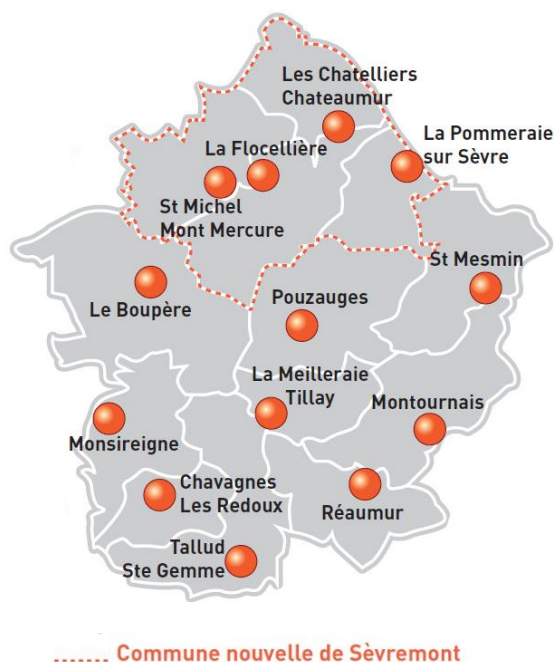 Les Chatelliers
Chateaumur
La Pommeraie
sur Sèvre
La Flocellière
St Michel
Mont Mercure
St Mesmin
Le Boupère
Pouzauges
La Meilleraie
Tillay
Montournais
Monsireigne
Chavagnes
Les Redoux
Réaumur
Tallud
Ste Gemme
Commune nouvelle de Sèvremont